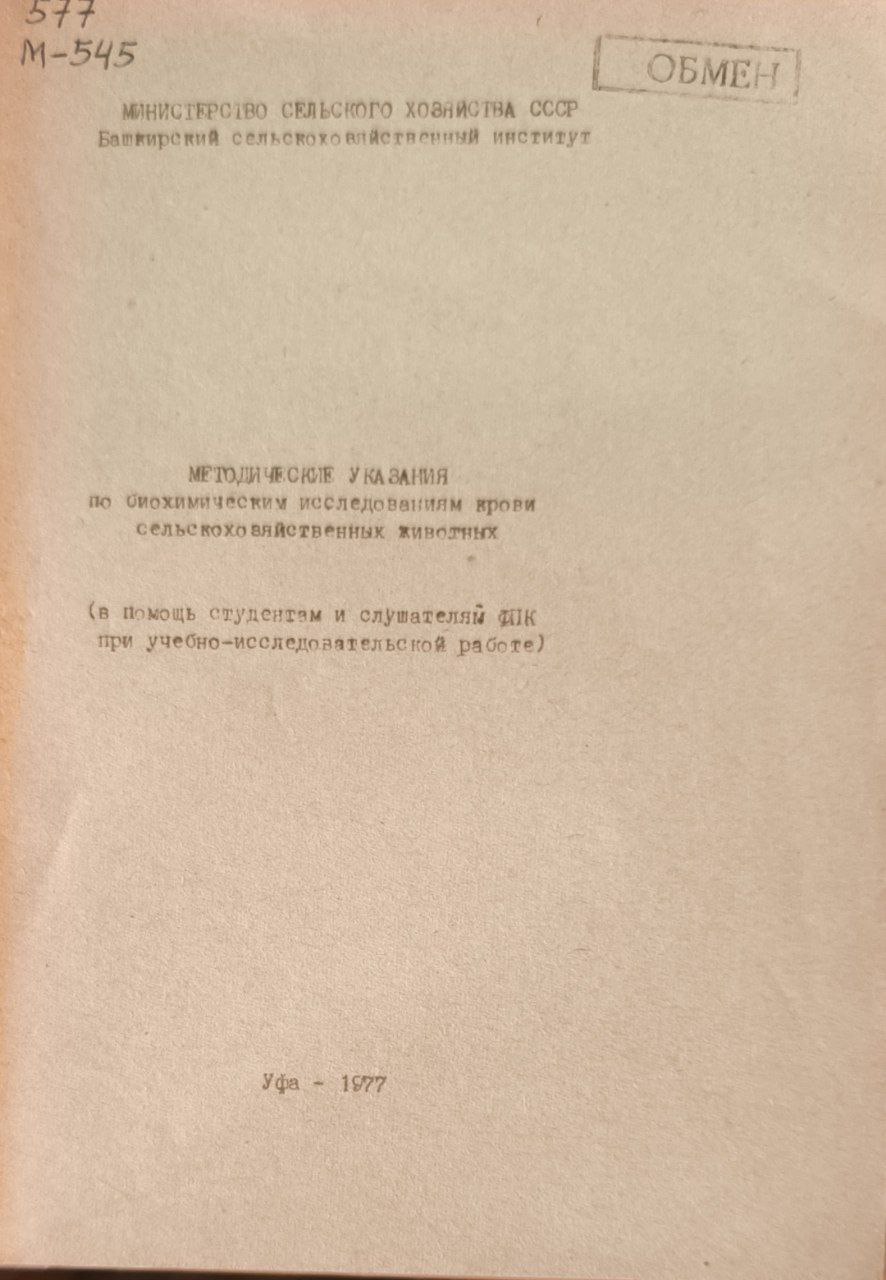 577
М-545
ОБМЕН
МИНИСТЕРСТВО СЕЛЬСКОГО ХОЗЯЙСТВА СССР
Башкирский сельскохозяйственный институт
МЕТОДИЧЕСКИЕ УКАЗАНИЯ
по биохимическим исследованиям крови
сельскохозяйственных животных
(в помощь студентам и слушателям ФПК
при учебно-исследовательской работе)
Уфа - 1977